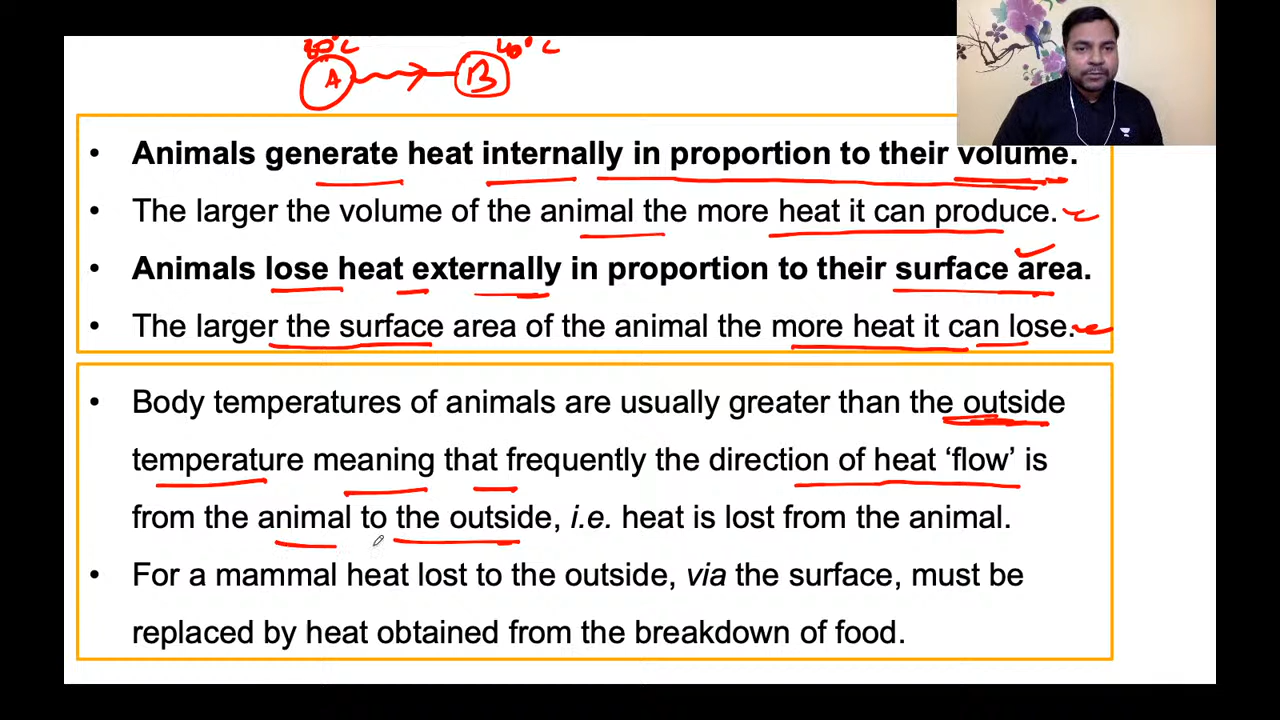 A
B
40°C
• Animals generate heat internally in proportion to their volume.
• The larger the volume of the animal the more heat it can produce.
• Animals lose heat externally in proportion to their surface area.
• The larger the surface area of the animal the more heat it can lose.
• Body temperatures of animals are usually greater than the outside
temperature meaning that frequently the direction of heat ‘flow’ is
from the animal to the outside, i.e. heat is lost from the animal.
• For a mammal heat lost to the outside, via the surface, must be
replaced by heat obtained from the breakdown of food.